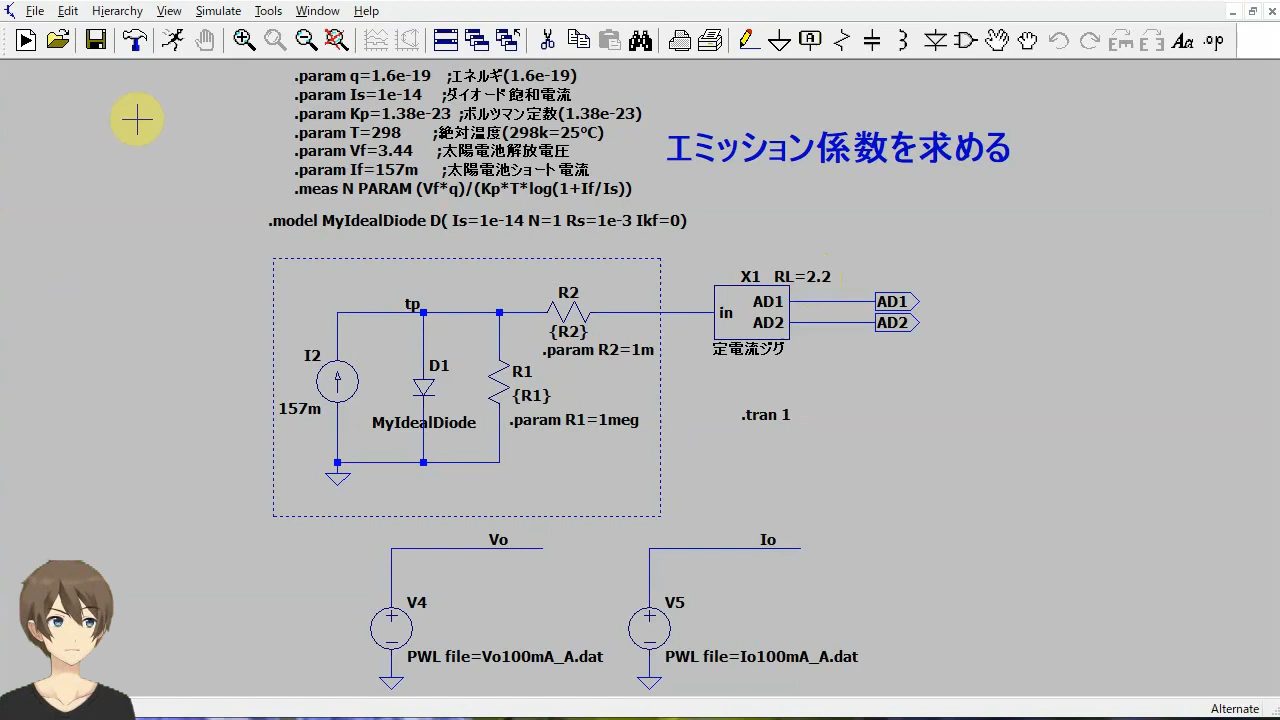 File Edit Hierarchy View Simulate Tools Window Help
.param q=1.6e-19 ;エネルギ(1.6e-19)
.param Is=1e-14 ;ダイオード飽和電流
.param Kp=1.38e-23 ;ボルツマン定数(1.38e-23)
.param T=298 ;絶対温度(298k=25℃)
.param Vf=3.44 ;太陽電池解放電圧
.param If=157m ;太陽電池ショート電流
.meas N PARAM (Vf*q)/(Kp*T*log(1+If/Is))
エミッション係数を求める
.model MyIdealDiode D( Is=1e-14 N=1 Rs=1e-3 Ikf=0)
X1 RL=2.2
R2
tp
in
AD1
AD2
AD1
AD2
{R2}
.param R2=1m
定電流ジグ
I2
D1
R1
{R1}
157m
MyIdealDiode
.param R1=1meg
.tran 1
Vo
Io
V4
V5
PWL file=Vo100mA_A.dat
PWL file=Io100mA_A.dat
Alternate